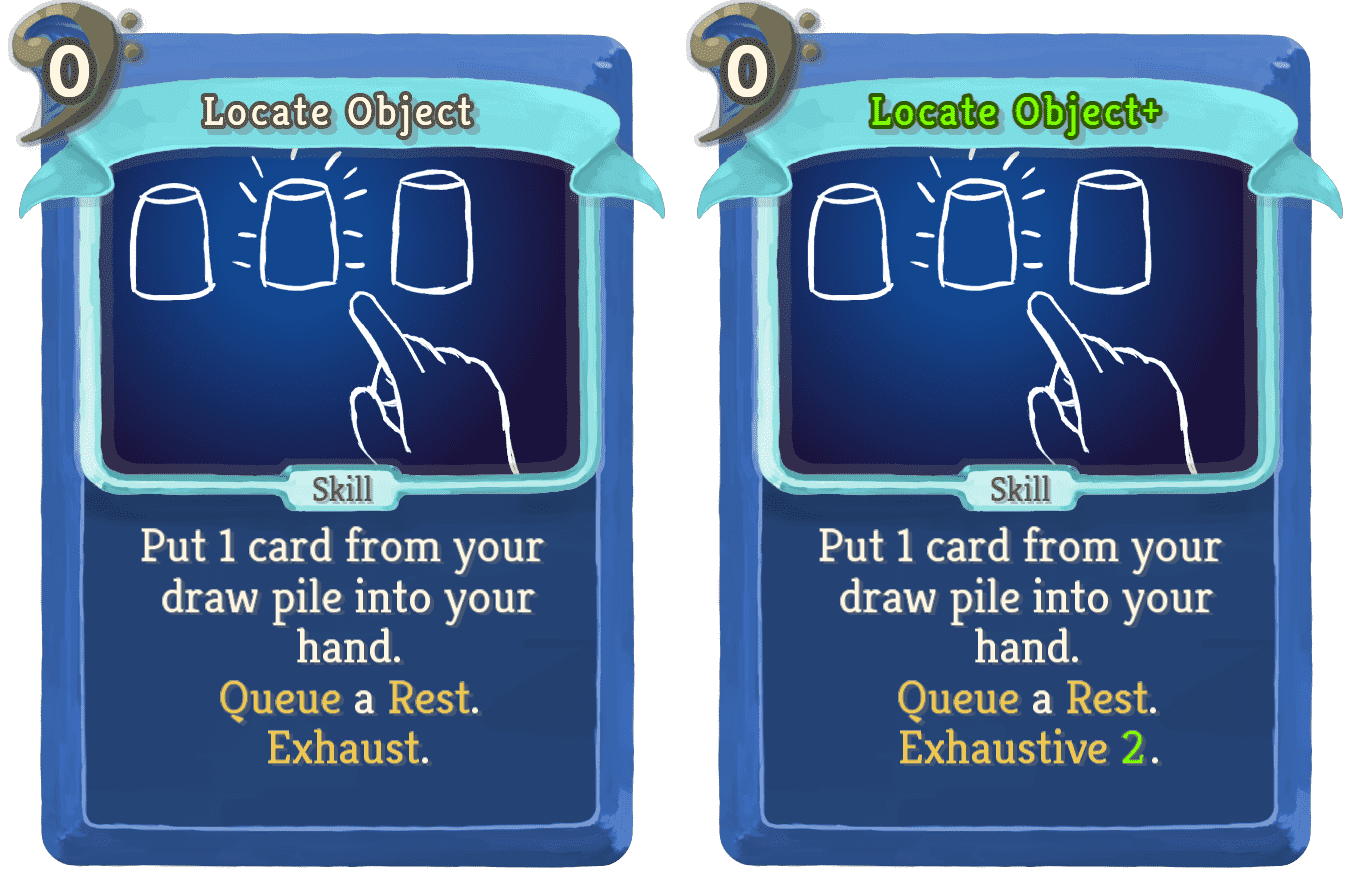 0
Locate Object
Skill
Put 1 card from your
draw pile into your
hand.
Queue a Rest.
Exhaust.
0
Locate Object+
Skill
Put 1 card from your
draw pile into your
hand.
Queue a Rest.
Exhaustive 2.